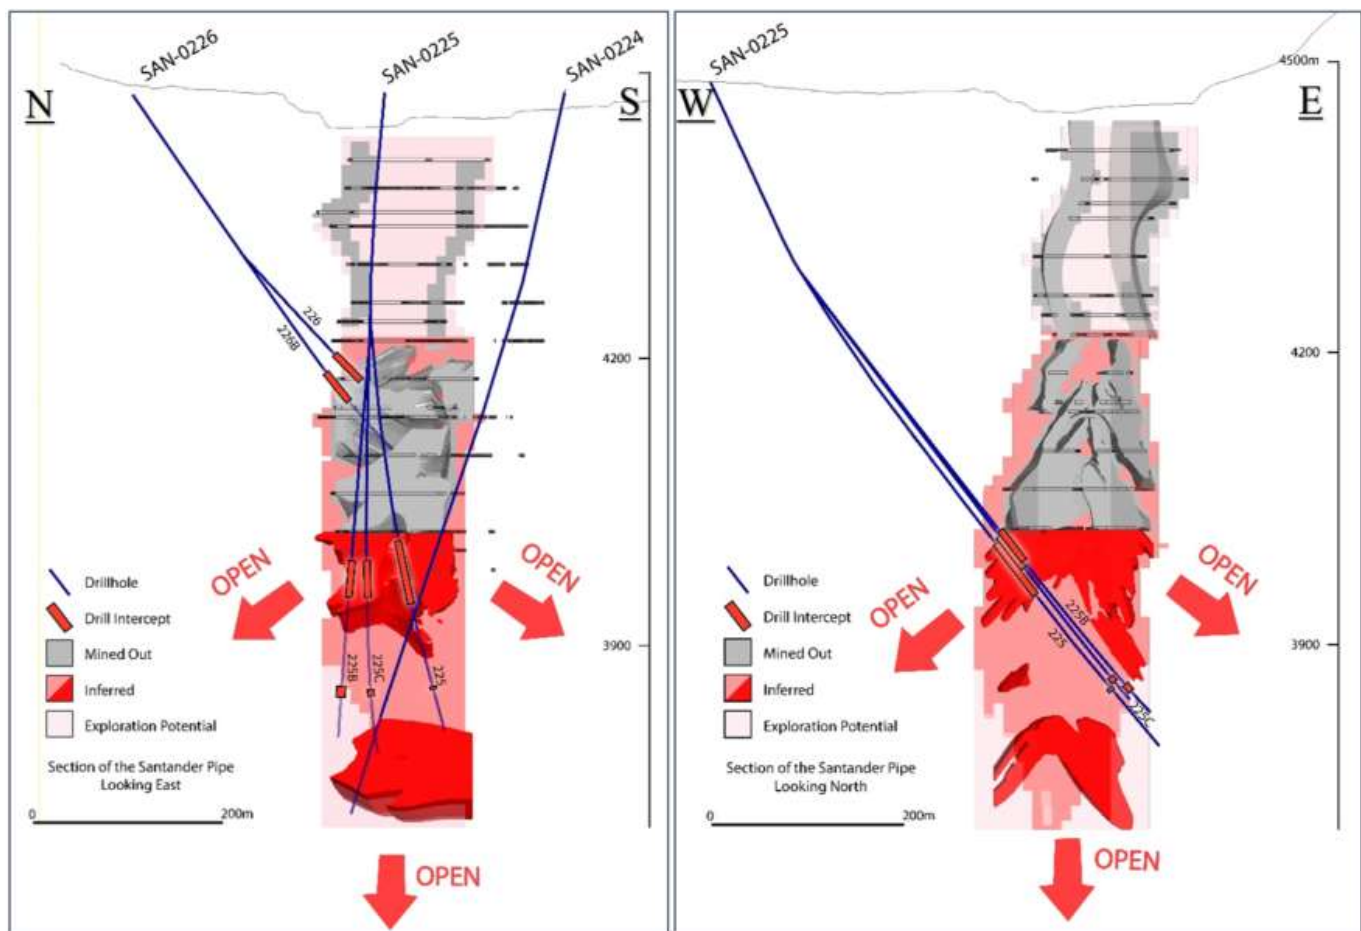 SAN-0226
SAN-0225
SAN-0224
N
S
226
226B
4200
OPEN
OPEN
Drillhole
Drill Intercept
Mined Out
Inferred
Exploration Potential
3900
225B
225C
225
Section of the Santander Pipe
Looking East
0 200m
OPEN
SAN-0225
4500m
W
E
4200
OPEN
OPEN
Drillhole
Drill Intercept
Mined Out
Inferred
Exploration Potential
225B
225
3900
225C
Section of the Santander Pipe
Looking North
0 200m
OPEN